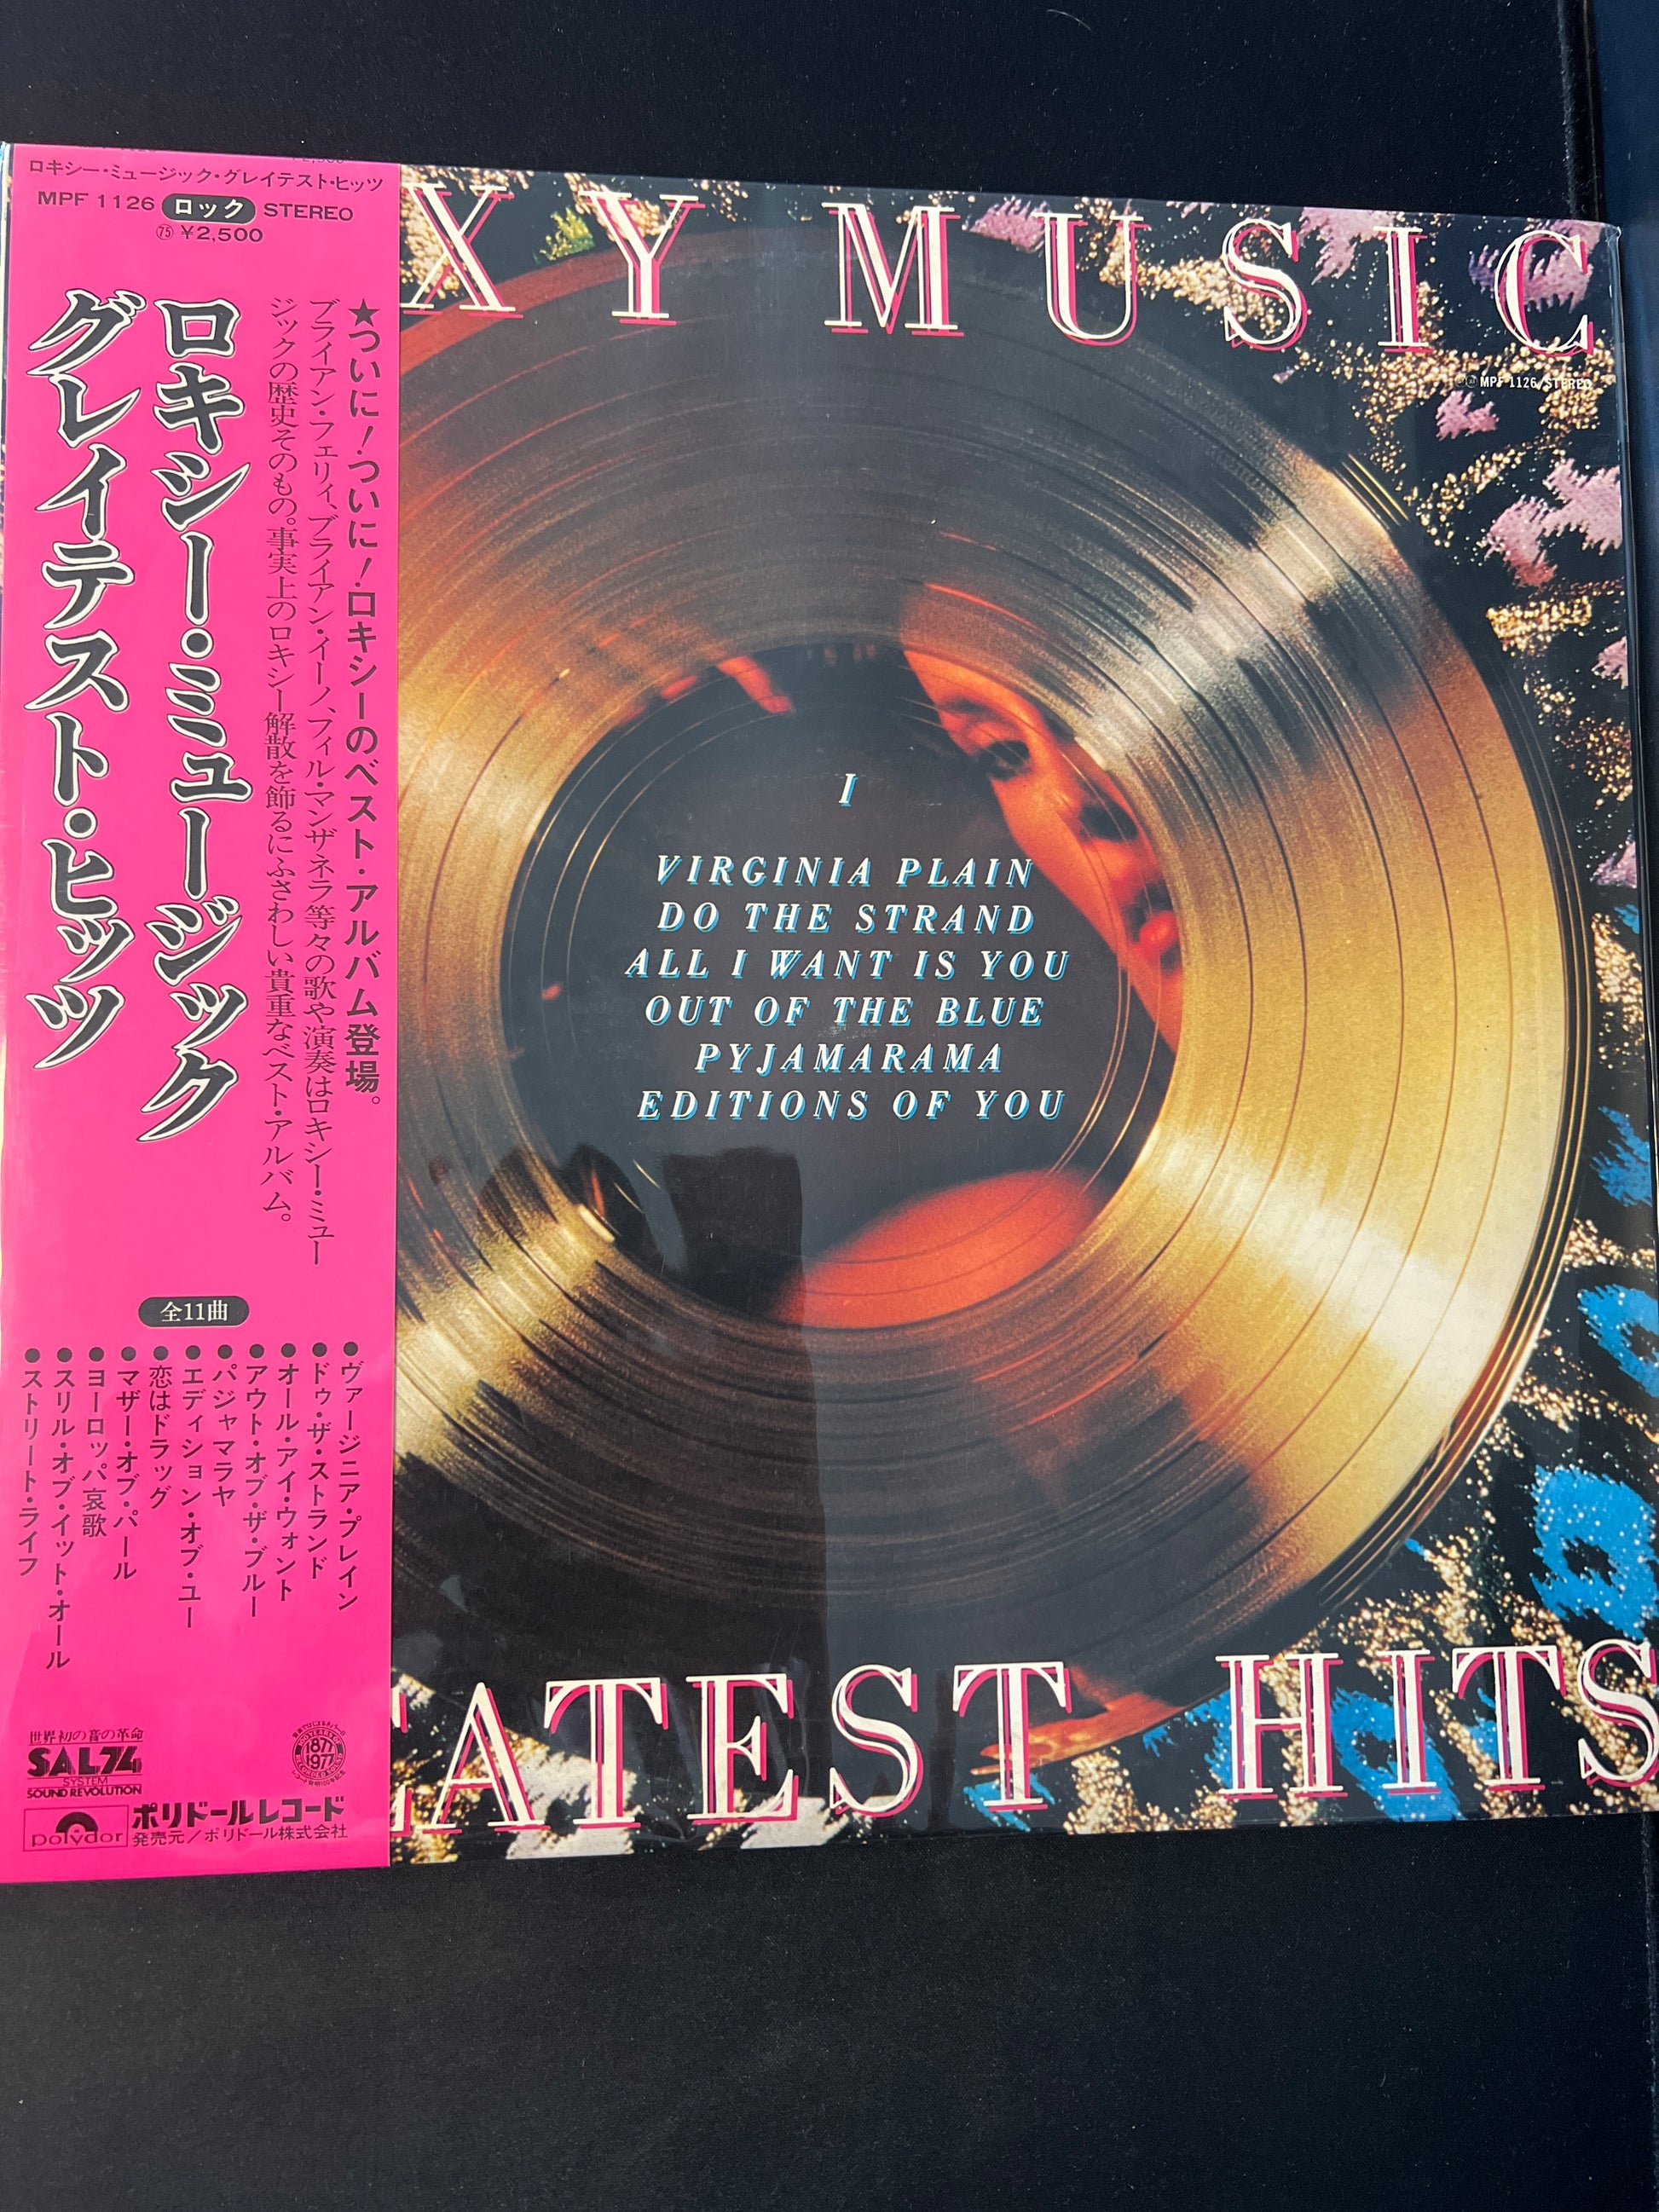 ロキシー・ミュージック・グレイテスト・ヒッツ
MPF 1126 ロック STEREO
㊄ ¥2,500
ロキシー・ミュージック
グレイテスト・ヒッツ
★ついに!ついに!ロキシーのベスト・アルバム登場。
ブライアン・フェリィ、ブライアン・イーノ、フィル・マンザネラ等々の歌や演奏はロキシー・ミュー
ジックの歴史そのもの。事実上のロキシー解散を飾るにふさわしい貴重なベスト・アルバム。
全11曲
●ヴァージニア・プレイン
●ドゥ・ザ・ストランド
●オール・アイ・ウォント
●アウト・オブ・ザ・ブルー
●パジャマラマ
●エディション・オブ・ユー
●恋はドラッグ
●マザー・オブ・パール
●ヨーロッパ哀歌
●スリル・オブ・イット・オール
●ストリート・ライフ
世界初の音の革命
SAL74
SYSTEM
SOUND REVOLUTION
1877
1977
polydor
ポリドールレコード
発売元/ポリドール株式会社
XY MUSIC
MPF 1126/STEREO
I
VIRGINIA PLAIN
DO THE STRAND
ALL I WANT IS YOU
OUT OF THE BLUE
PYJAMARAMA
EDITIONS OF YOU
EATEST HITS